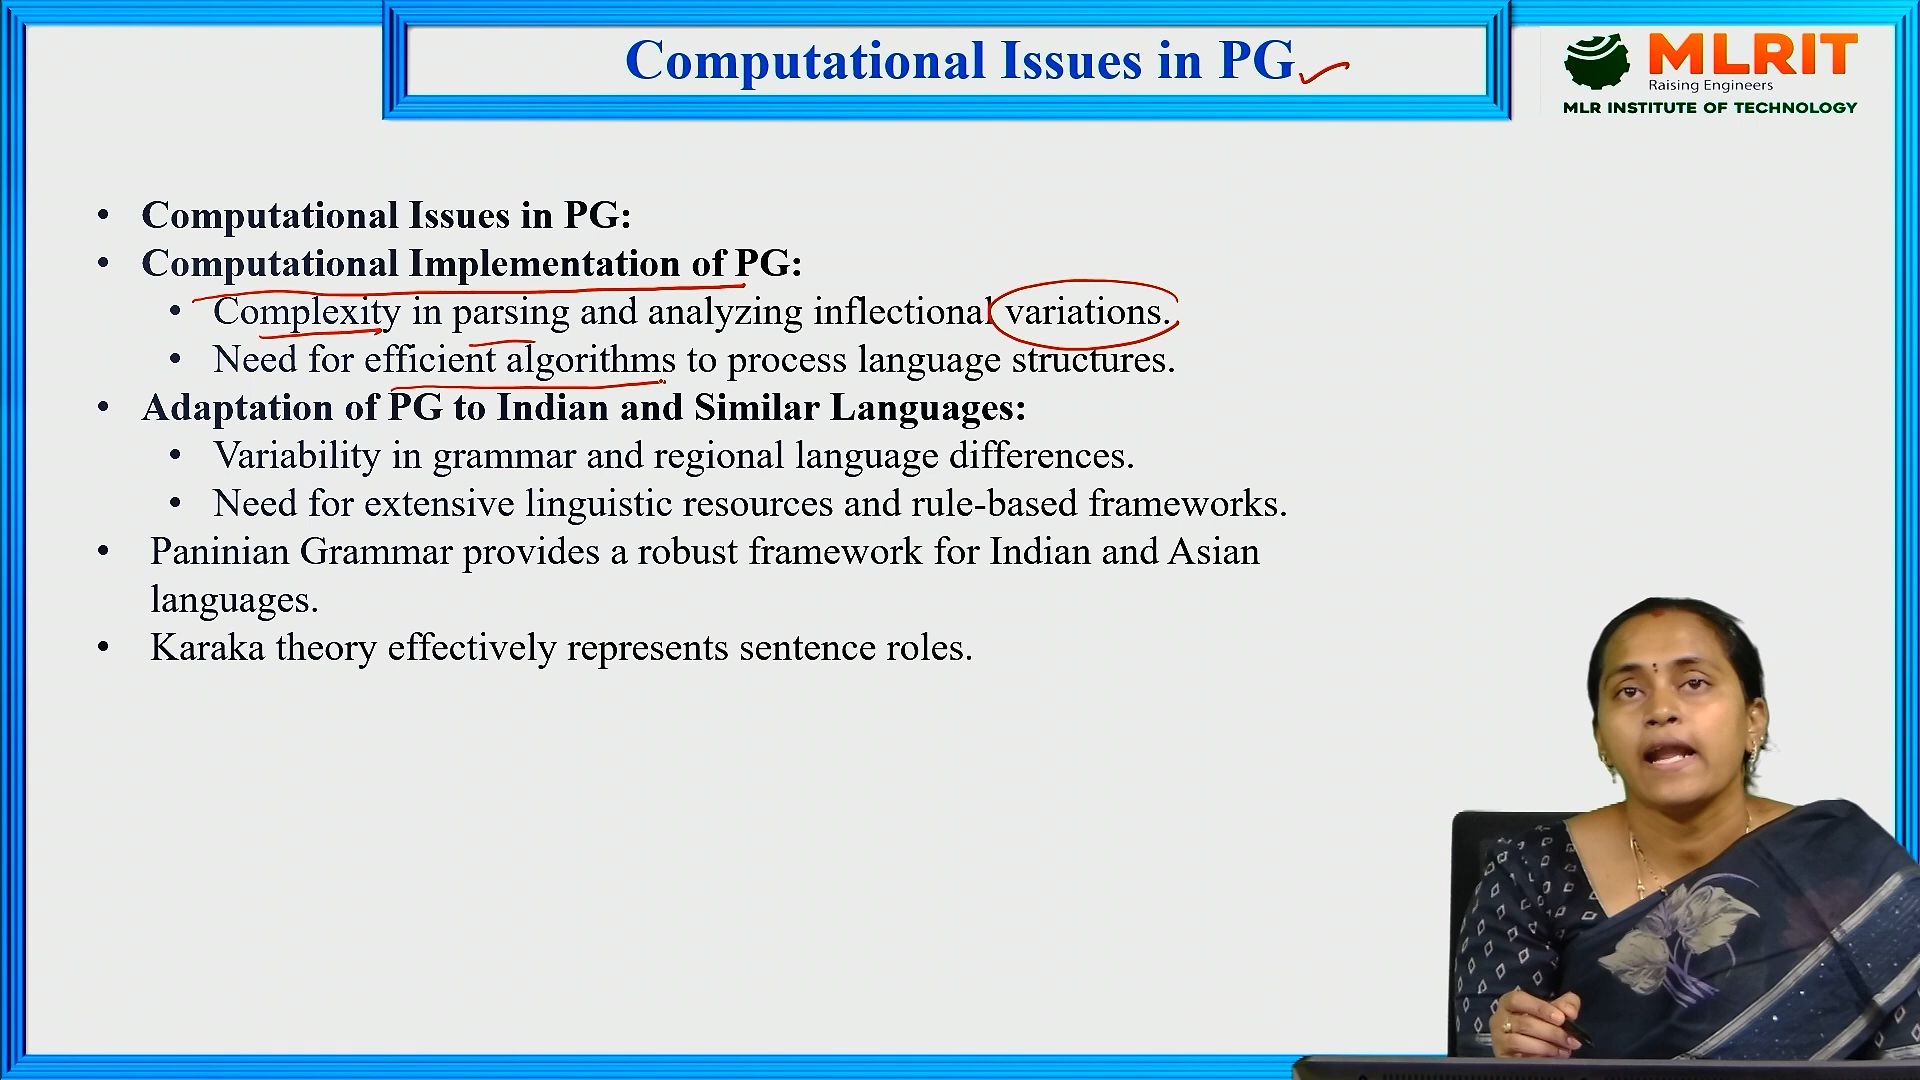 Computational Issues in PG
MLRIT
Raising Engineers
MLR INSTITUTE OF TECHNOLOGY
• Computational Issues in PG:
• Computational Implementation of PG:
• Complexity in parsing and analyzing inflectional variations.
• Need for efficient algorithms to process language structures.
• Adaptation of PG to Indian and Similar Languages:
• Variability in grammar and regional language differences.
• Need for extensive linguistic resources and rule-based frameworks.
• Paninian Grammar provides a robust framework for Indian and Asian
languages.
• Karaka theory effectively represents sentence roles.